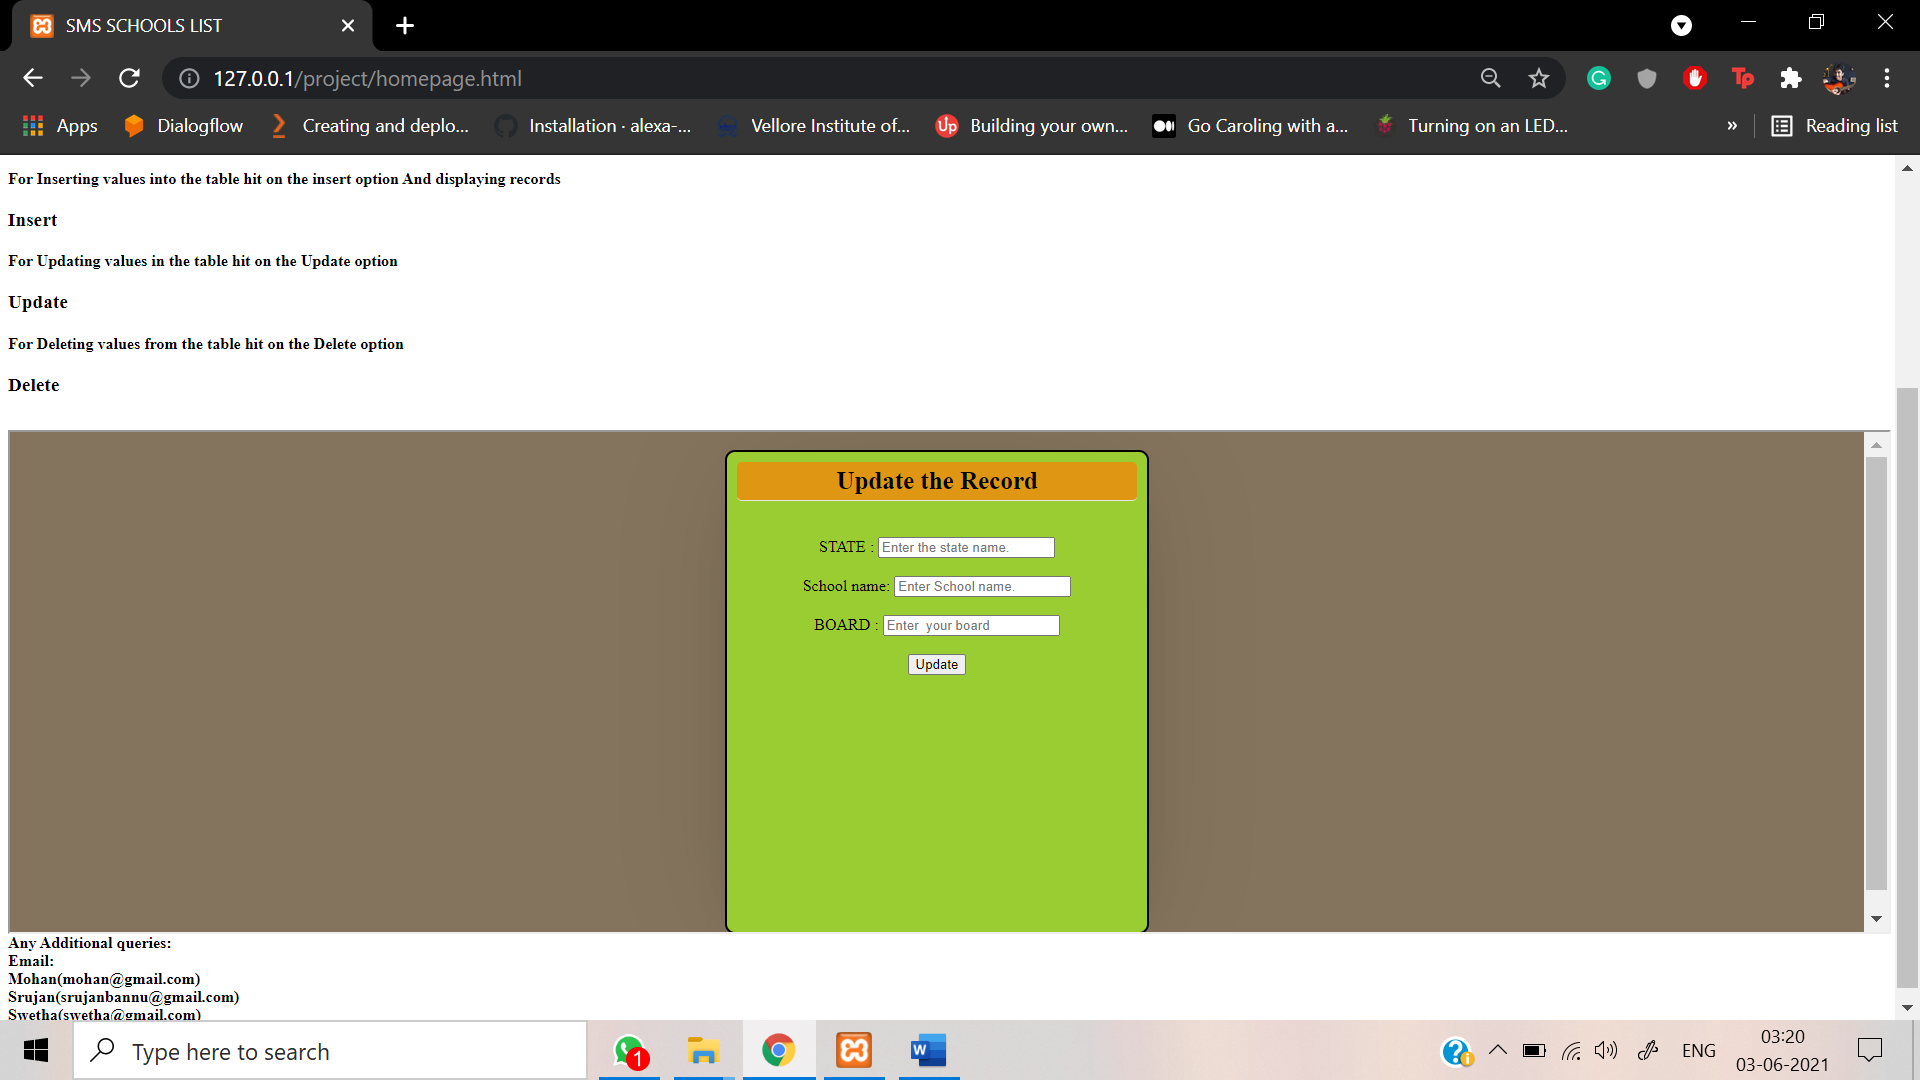 SMS SCHOOLS LIST
127.0.0.1/project/homepage.html
Apps
Dialogflow
Creating and deplo...
Installation · alexa-...
Vellore Institute of...
Up
Building your own...
Go Caroling with a...
Turning on an LED...
»
Reading list
For Inserting values into the table hit on the insert option And displaying records
Insert
For Updating values in the table hit on the Update option
Update
For Deleting values from the table hit on the Delete option
Delete
Update the Record
STATE : Enter the state name.
School name: Enter School name.
BOARD : Enter  your board
Update
Any Additional queries:
Email:
Mohan(mohan@gmail.com)
Srujan(srujanbannu@gmail.com)
Swetha(swetha@gmail.com)
Type here to search
1
W
ENG
03:20
03-06-2021